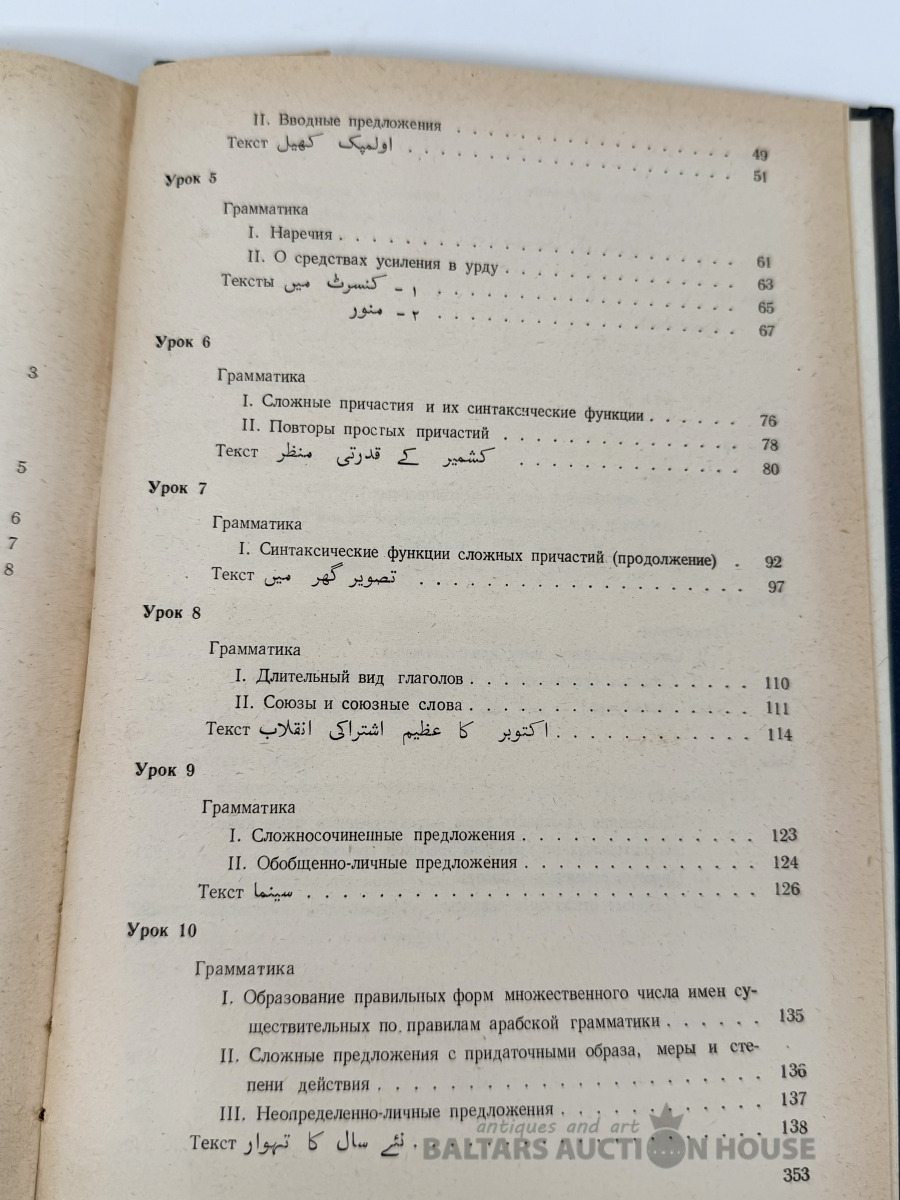 II. Вводные предложения . . . . . . . . . . . . 49
Текст اولمپک کھیل . . . . . . . . . . . . . . 51
Урок 5
Грамматика
I. Наречия . . . . . . . . . . . . . . . . . 61
II. О средствах усиления в урду . . . . . . . . . 63
Тексты ۱ - کنسرٹ میں . . . . . . . . . . . . 65
۲ - منور . . . . . . . . . . . . 67
Урок 6
Грамматика
I. Сложные причастия и их синтаксические функции . . . . . . 76
II. Повторы простых причастий . . . . . . . . . . 78
Текст کشمیر کے قدرتی منظر . . . . . . . . . . 80
Урок 7
Грамматика
I. Синтаксические функции сложных причастий (продолжение) . 92
Текст تصویر گھر میں . . . . . . . . . . . . . . 97
Урок 8
Грамматика
I. Длительный вид глаголов . . . . . . . . . . . . 110
II. Союзы и союзные слова . . . . . . . . . . . . 111
Текст اکتوبر کا عظیم اشتراکی انقلاب . . . . . . . . . 114
Урок 9
Грамматика
I. Сложносочиненные предложения . . . . . . . . . . 123
II. Обобщенно-личные предложения . . . . . . . . . . 124
Текст سینما . . . . . . . . . . . . . . . . . . 126
Урок 10
Грамматика
I. Образование правильных форм множественного числа имен су-
ществительных по. правилам арабской грамматики . . . . . . 135
II. Сложные предложения с придаточными образа, меры и сте-
пени действия . . . . . . . . . . . . . . . . 136
III. Неопределенно-личные предложения . . . . . . . . . 137
Текст نئے سال کا تہوار . . . . . . . . . . . . . . 138
353
3
5
6
7
8
antiques and art
BALTARS AUCTION HOUSE